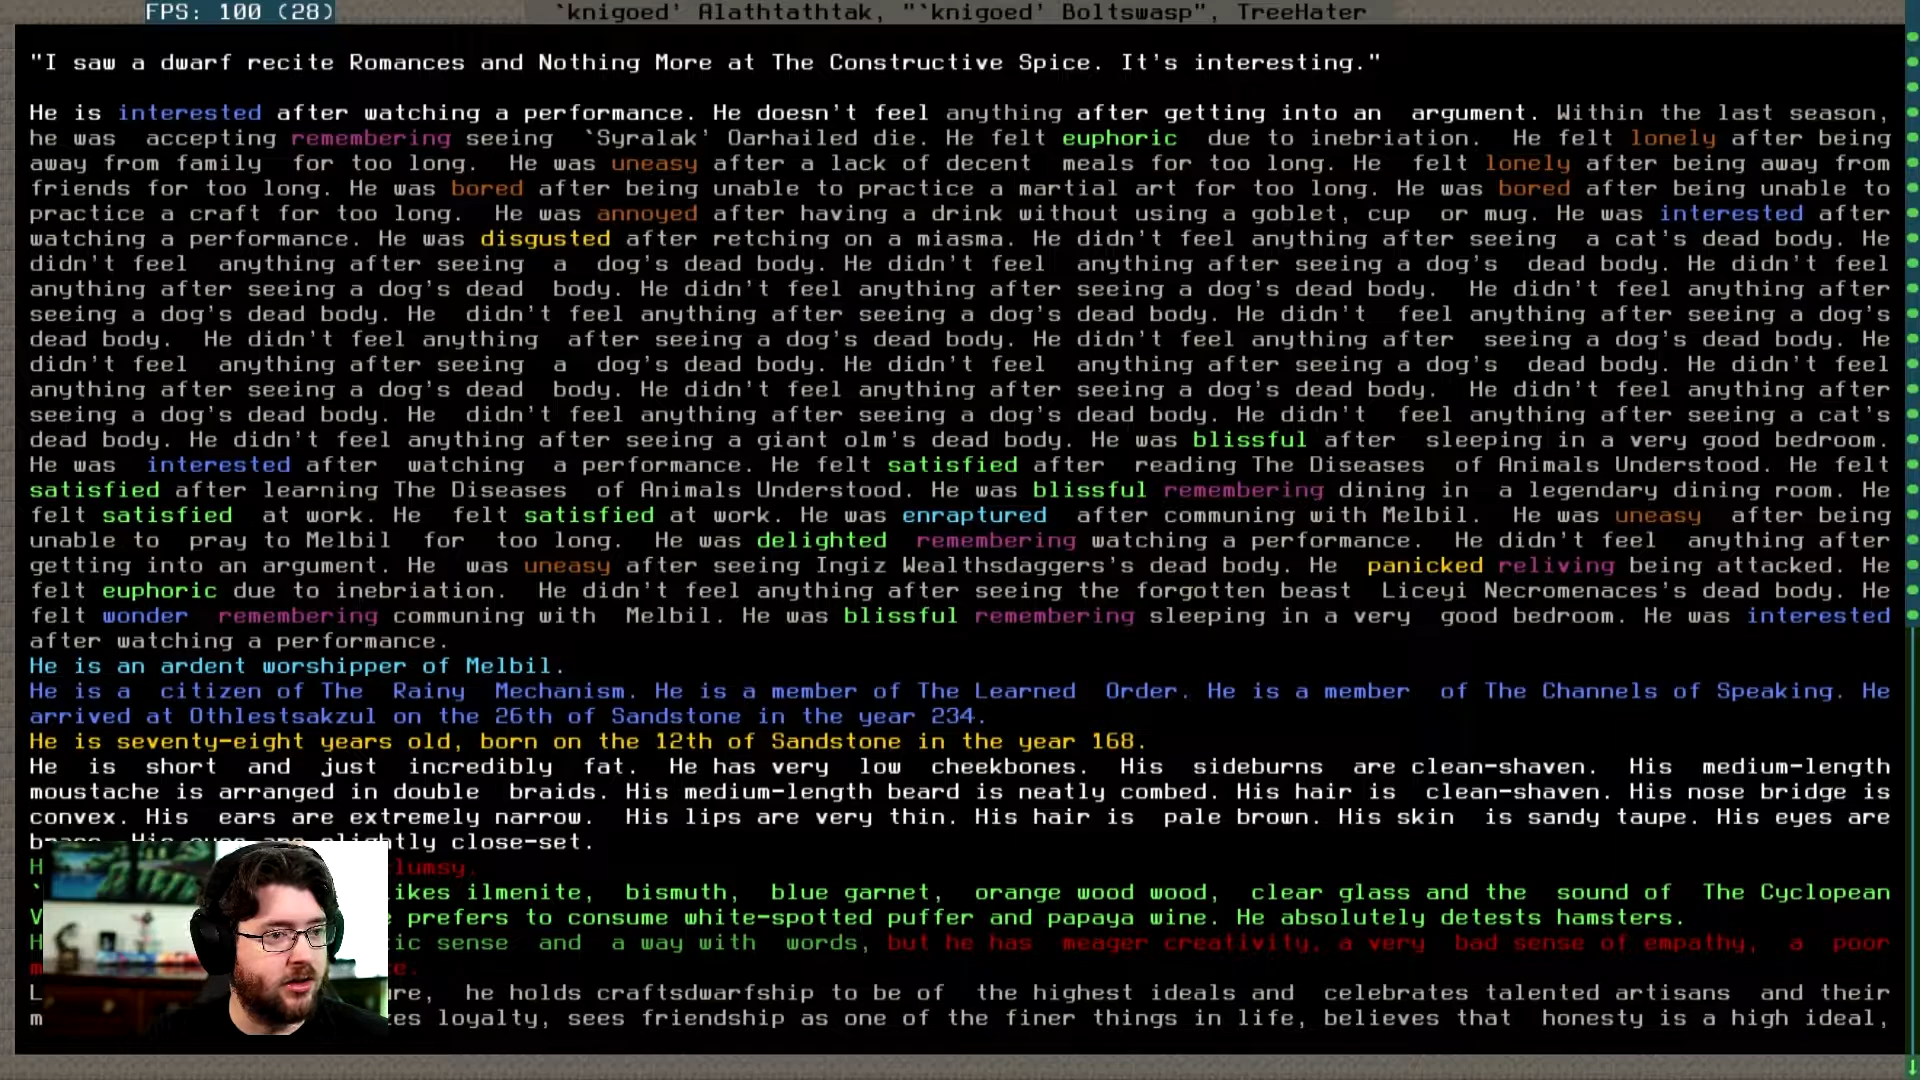 FPS: 100 (28)
`knigoed' Alathtathtak, "`knigoed' Boltswasp", TreeHater
"I saw a dwarf recite Romances and Nothing More at The Constructive Spice. It's interesting."
He is interested after watching a performance. He doesn't feel anything after getting into an argument. Within the last season,
he was accepting remembering seeing `Syralak' Oarhailed die. He felt euphoric due to inebriation. He felt lonely after being
away from family for too long. He was uneasy after a lack of decent meals for too long. He felt lonely after being away from
friends for too long. He was bored after being unable to practice a martial art for too long. He was bored after being unable to
practice a craft for too long. He was annoyed after having a drink without using a goblet, cup or mug. He was interested after
watching a performance. He was disgusted after retching on a miasma. He didn't feel anything after seeing a cat's dead body. He
didn't feel anything after seeing a dog's dead body. He didn't feel anything after seeing a dog's dead body. He didn't feel
anything after seeing a dog's dead body. He didn't feel anything after seeing a dog's dead body. He didn't feel anything after
seeing a dog's dead body. He didn't feel anything after seeing a dog's dead body. He didn't feel anything after seeing a dog's
dead body. He didn't feel anything after seeing a dog's dead body. He didn't feel anything after seeing a dog's dead body. He
didn't feel anything after seeing a dog's dead body. He didn't feel anything after seeing a dog's dead body. He didn't feel
anything after seeing a dog's dead body. He didn't feel anything after seeing a dog's dead body. He didn't feel anything after
seeing a dog's dead body. He didn't feel anything after seeing a dog's dead body. He didn't feel anything after seeing a cat's
dead body. He didn't feel anything after seeing a giant olm's dead body. He was blissful after sleeping in a very good bedroom.
He was interested after watching a performance. He felt satisfied after reading The Diseases of Animals Understood. He felt
satisfied after learning The Diseases of Animals Understood. He was blissful remembering dining in a legendary dining room. He
felt satisfied at work. He felt satisfied at work. He was enraptured after communing with Melbil. He was uneasy after being
unable to pray to Melbil for too long. He was delighted remembering watching a performance. He didn't feel anything after
getting into an argument. He was uneasy after seeing Ingiz Wealthsdaggers's dead body. He panicked reliving being attacked. He
felt euphoric due to inebriation. He didn't feel anything after seeing the forgotten beast Liceyi Necromenaces's dead body. He
felt wonder remembering communing with Melbil. He was blissful remembering sleeping in a very good bedroom. He was interested
after watching a performance.
He is an ardent worshipper of Melbil.
He is a citizen of The Rainy Mechanism. He is a member of The Learned Order. He is a member of The Channels of Speaking. He
arrived at Othlestsakzul on the 26th of Sandstone in the year 234.
He is seventy-eight years old, born on the 12th of Sandstone in the year 168.
He is short and just incredibly fat. He has very low cheekbones. His sideburns are clean-shaven. His medium-length
moustache is arranged in double braids. His medium-length beard is neatly combed. His hair is clean-shaven. His nose bridge is
convex. His ears are extremely narrow. His lips are very thin. His hair is pale brown. His skin is sandy taupe. His eyes are
slightly close-set.
likes ilmenite, bismuth, blue garnet, orange wood wood, clear glass and the sound of The Cyclopean
prefers to consume white-spotted puffer and papaya wine. He absolutely detests hamsters.
sense and a way with words, but he has meager creativity, a very bad sense of empathy, a poor
he holds craftsdwarfship to be of the highest ideals and celebrates talented artisans and their
loyalty, sees friendship as one of the finer things in life, believes that honesty is a high ideal,